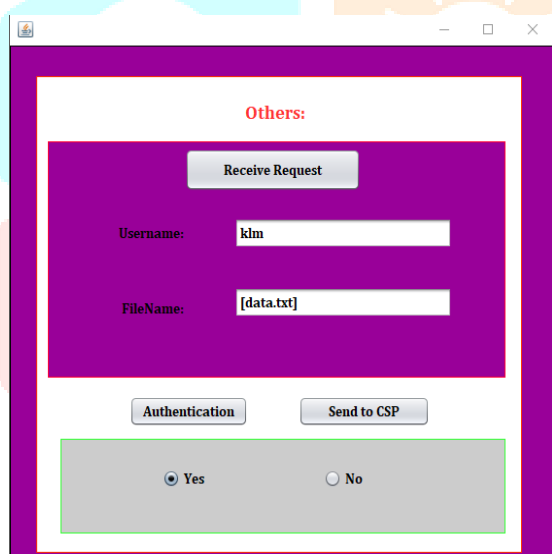 Others:
Receive Request
Username: klm
FileName: [data.txt]
Authentication Send to CSP
Yes No